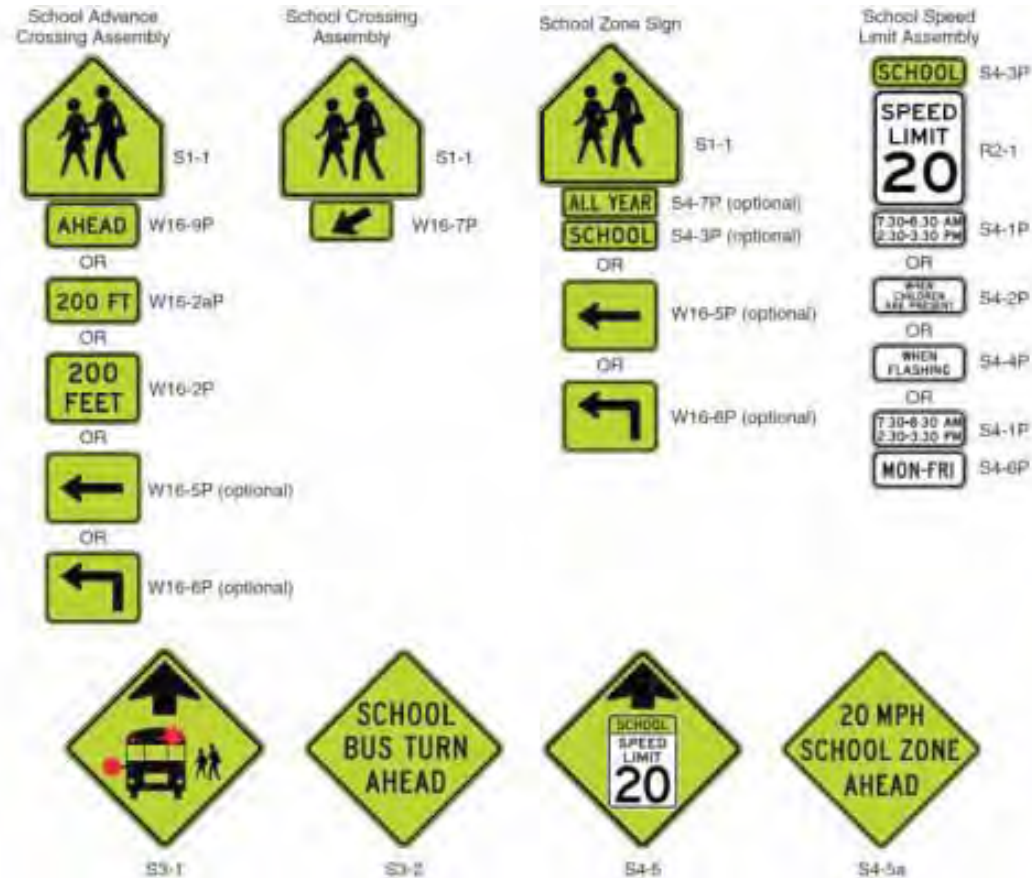 School Advance
Crossing Assembly
S1-1
AHEAD W16-9P
OR
200 FT W16-2aP
OR
200
FEET
W16-2P
OR
W16-5P (optional)
OR
W16-6P (optional)
School Crossing
Assembly
S1-1
W16-7P
School Zone Sign
S1-1
ALL YEAR S4-7P (optional)
SCHOOL S4-3P (optional)
OR
W16-5P (optional)
OR
W16-6P (optional)
School Speed
Limit Assembly
SCHOOL S4-3P
SPEED
LIMIT
20
R2-1
7:30-8:30 AM
2:30-3:30 PM
S4-1P
OR
WHEN
CHILDREN
ARE PRESENT
S4-2P
OR
WHEN
FLASHING
S4-4P
OR
7:30-8:30 AM
2:30-3:30 PM
S4-1P
MON-FRI S4-6P
S3-1
SCHOOL
BUS TURN
AHEAD
S3-2
SCHOOL
SPEED
LIMIT
20
S4-5
20 MPH
SCHOOL ZONE
AHEAD
S4-5a